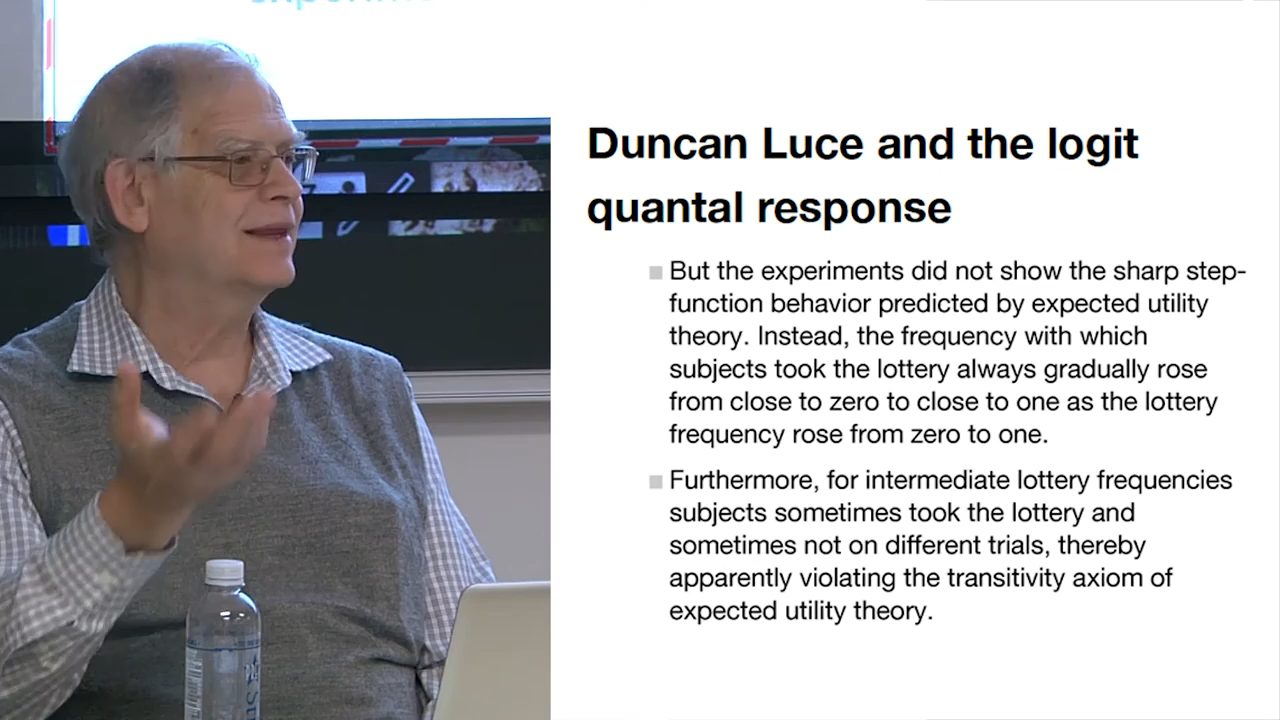 Duncan Luce and the logit
quantal response
But the experiments did not show the sharp step-
function behavior predicted by expected utility
theory. Instead, the frequency with which
subjects took the lottery always gradually rose
from close to zero to close to one as the lottery
frequency rose from zero to one.
Furthermore, for intermediate lottery frequencies
subjects sometimes took the lottery and
sometimes not on different trials, thereby
apparently violating the transitivity axiom of
expected utility theory.